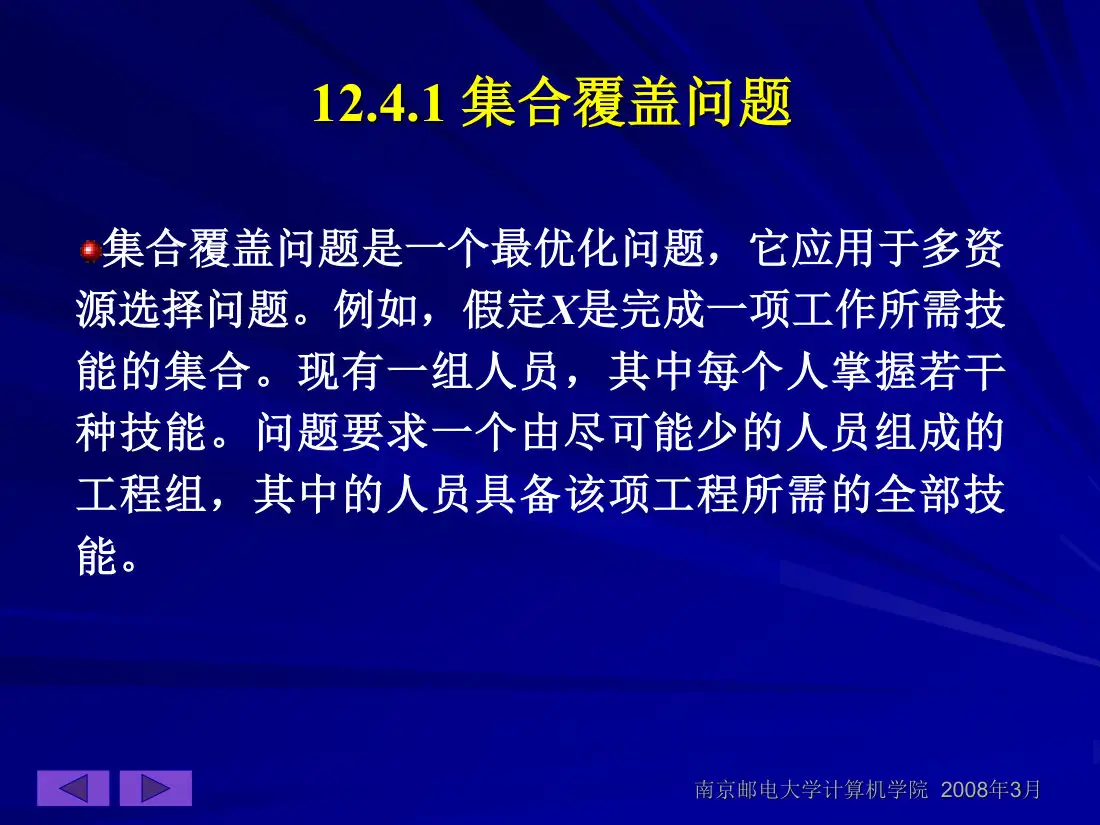 12.4.1 集合覆盖问题
集合覆盖问题是一个最优化问题，它应用于多资
源选择问题。例如，假定X是完成一项工作所需技
能的集合。现有一组人员，其中每个人掌握若干
种技能。问题要求一个由尽可能少的人员组成的
工程组，其中的人员具备该项工程所需的全部技
能。
南京邮电大学计算机学院 2008年3月